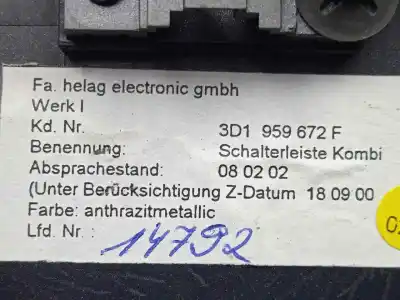 Fa. helag electronic gmbh
Werk I
Kd. Nr. 3D1 959 672 F
Benennung: Schalterleiste Kombi
Absprachestand: 08 02 02
(Unter Berücksichtigung Z-Datum 18 09 00
Farbe: anthrazitmetallic
Lfd. Nr. : 14792